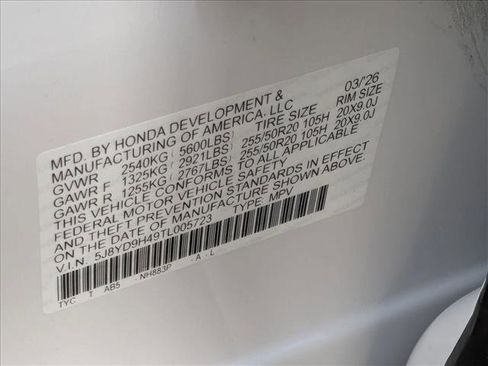 MFD. BY HONDA DEVELOPMENT & 03/26
MANUFACTURING OF AMERICA, LLC
TIRE SIZE RIM SIZE
GVWR 2540KG (5600LBS)
GAWR F 1325KG (2921LBS) 255/50R20 105H 20X9.0J
GAWR R 1255KG (2767LBS) 255/50R20 105H 20X9.0J
THIS VEHICLE CONFORMS TO ALL APPLICABLE
FEDERAL MOTOR VEHICLE SAFETY STANDARDS IN EFFECT
AND THEFT PREVENTION
ON THE DATE OF MANUFACTURE SHOWN ABOVE.
V.I.N. 5J8YD9H49TL005723 TYPE MPV
TYC T AB5 -NH883P -A-L